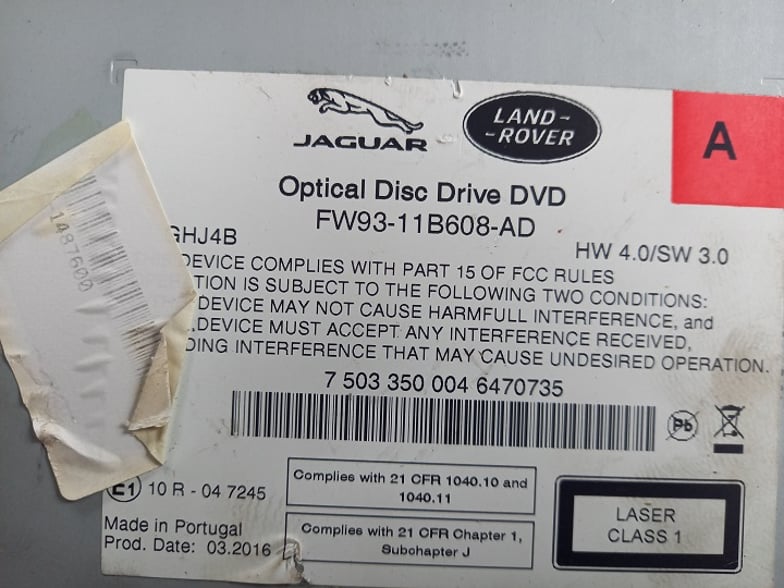 JAGUAR
LAND-
-ROVER
A
Optical Disc Drive DVD
FW93-11B608-AD
GHJ4B
HW 4.0/SW 3.0
DEVICE COMPLIES WITH PART 15 OF FCC RULES
TION IS SUBJECT TO THE FOLLOWING TWO CONDITIONS:
DEVICE MAY NOT CAUSE HARMFULL INTERFERENCE, and
DEVICE MUST ACCEPT ANY INTERFERENCE RECEIVED,
DING INTERFERENCE THAT MAY CAUSE UNDESIRED OPERATION.
7 503 350 004 6470735
Pb
1487600
E1 10 R - 04 7245
Complies with 21 CFR 1040.10 and
1040.11
Made in Portugal
Prod. Date: 03.2016
Complies with 21 CFR Chapter 1,
Subchapter J
LASER
CLASS 1